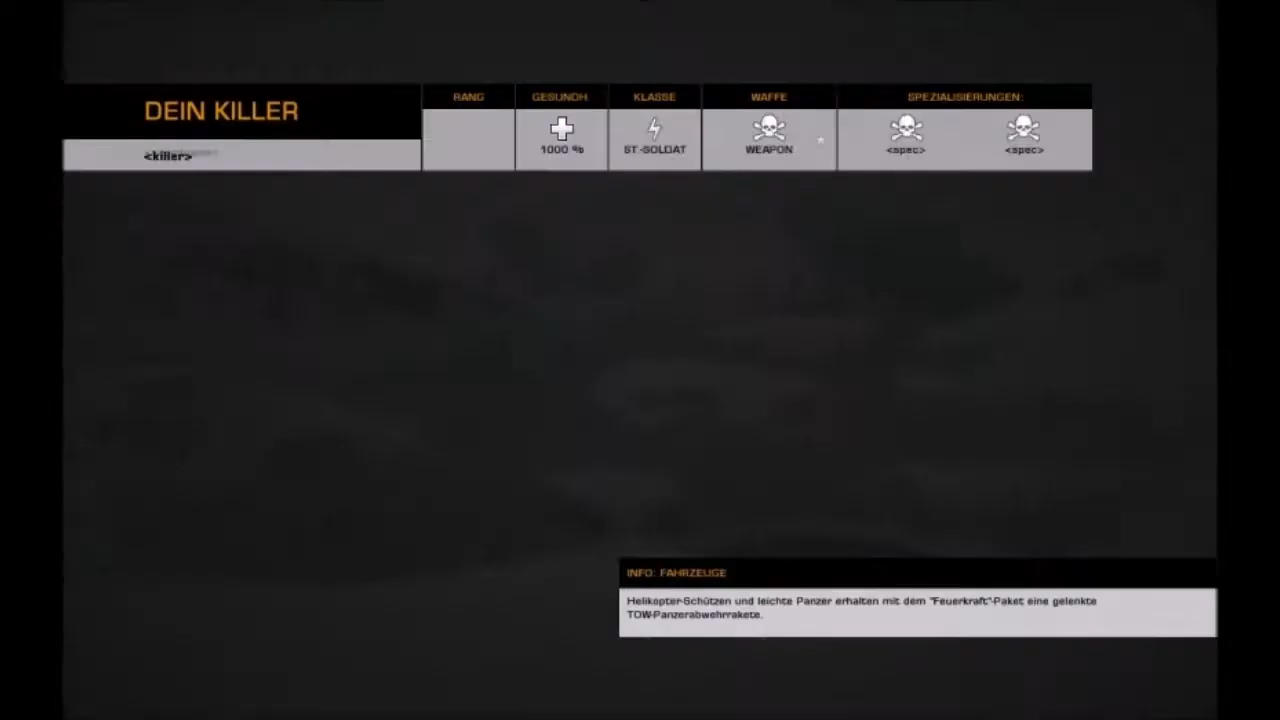 DEIN KILLER
<killer>
RANG
GESUNDH.
1000 %
KLASSE
ST.-SOLDAT
WAFFE
WEAPON
SPEZIALISIERUNGEN:
<spec> <spec>
INFO: FAHRZEUGE
Helikopter-Schützen und leichte Panzer erhalten mit dem "Feuerkraft"-Paket eine gelenkte
TOW-Panzerabwehrrakete.